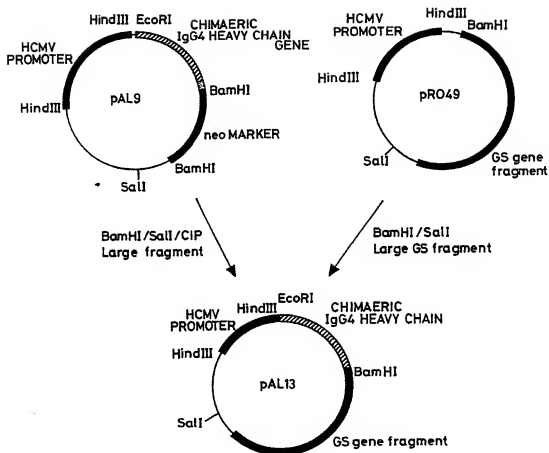 HindIII EcoRI
CHIMAERIC
IgG4 HEAVY CHAIN
GENE
HCMV
PROMOTER
BamHI
HindIII
pAL9
neo MARKER
BamHI
SalI
HindIII
BamHI
HCMV
PROMOTER
HindIII
pRO49
SalI
GS gene
fragment
BamHI/SalI/CIP
Large fragment
BamHI/SalI
Large GS fragment
EcoRI
HindIII
CHIMAERIC
IgG4 HEAVY CHAIN
HCMV
PROMOTER
HindIII
BamHI
pAL13
SalI
GS gene fragment